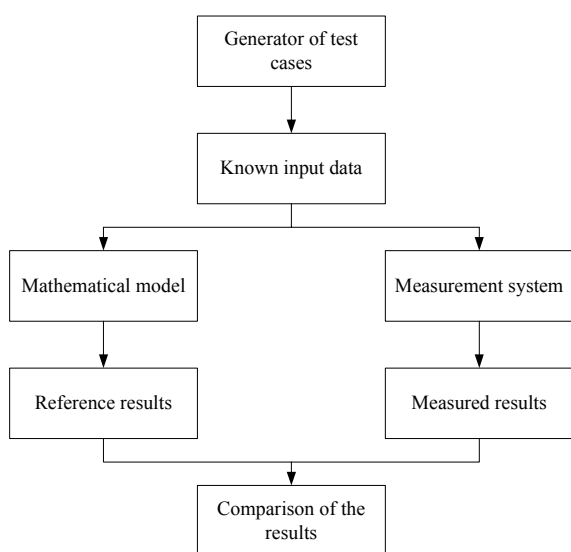 Generator of test
cases
Known input data
Mathematical model
Measurement system
Reference results
Measured results
Comparison of the
results